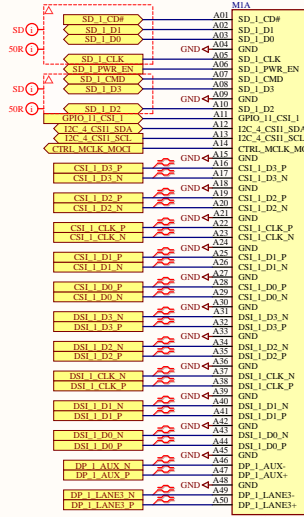 M1A
SD_1_CD# A01 SD_1_CD#
SD_1_D1 A02 SD_1_D1
SD 50R SD_1_D0 A03 SD_1_D0
GND A04 GND
SD_1_CLK A05 SD_1_CLK
SD_1_PWR_EN A06 SD_1_PWR_EN
SD SD_1_CMD A07 SD_1_CMD
SD_1_D3 A08 SD_1_D3
GND A09 GND
50R SD_1_D2 A10 SD_1_D2
GPIO_11_CSI_1 A11 GPIO_11_CSI_1
I2C_4_CSI1_SDA A12 I2C_4_CSI1_SDA
I2C_4_CSI1_SCL A13 I2C_4_CSI1_SCL
CTRL_MCLK_MOCI A14 CTRL_MCLK_MOCI
GND A15 GND
CSI_1_D3_P A16 CSI_1_D3_P
CSI_1_D3_N A17 CSI_1_D3_N
GND A18 GND
CSI_1_D2_P A19 CSI_1_D2_P
CSI_1_D2_N A20 CSI_1_D2_N
GND A21 GND
CSI_1_CLK_P A22 CSI_1_CLK_P
CSI_1_CLK_N A23 CSI_1_CLK_N
GND A24 GND
CSI_1_D1_P A25 CSI_1_D1_P
CSI_1_D1_N A26 CSI_1_D1_N
GND A27 GND
CSI_1_D0_P A28 CSI_1_D0_P
CSI_1_D0_N A29 CSI_1_D0_N
GND A30 GND
DSI_1_D3_N A31 DSI_1_D3_N
DSI_1_D3_P A32 DSI_1_D3_P
GND A33 GND
DSI_1_D2_N A34 DSI_1_D2_N
DSI_1_D2_P A35 DSI_1_D2_P
GND A36 GND
DSI_1_CLK_N A37 DSI_1_CLK_N
DSI_1_CLK_P A38 DSI_1_CLK_P
GND A39 GND
DSI_1_D1_N A40 DSI_1_D1_N
DSI_1_D1_P A41 DSI_1_D1_P
GND A42 GND
DSI_1_D0_N A43 DSI_1_D0_N
DSI_1_D0_P A44 DSI_1_D0_P
GND A45 GND
DP_1_AUX_N A46 DP_1_AUX-
DP_1_AUX_P A47 DP_1_AUX+
GND A48 GND
DP_1_LANE3_N A49 DP_1_LANE3-
DP_1_LANE3_P A50 DP_1_LANE3+